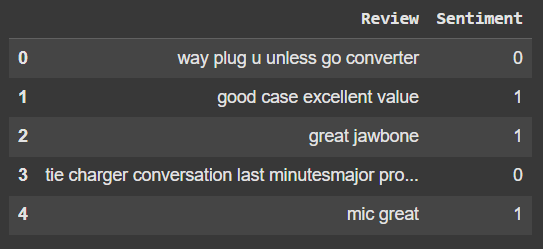 Review Sentiment
0 way plug u unless go converter 0
1 good case excellent value 1
2 great jawbone 1
3 tie charger conversation last minutesmajor pro... 0
4 mic great 1